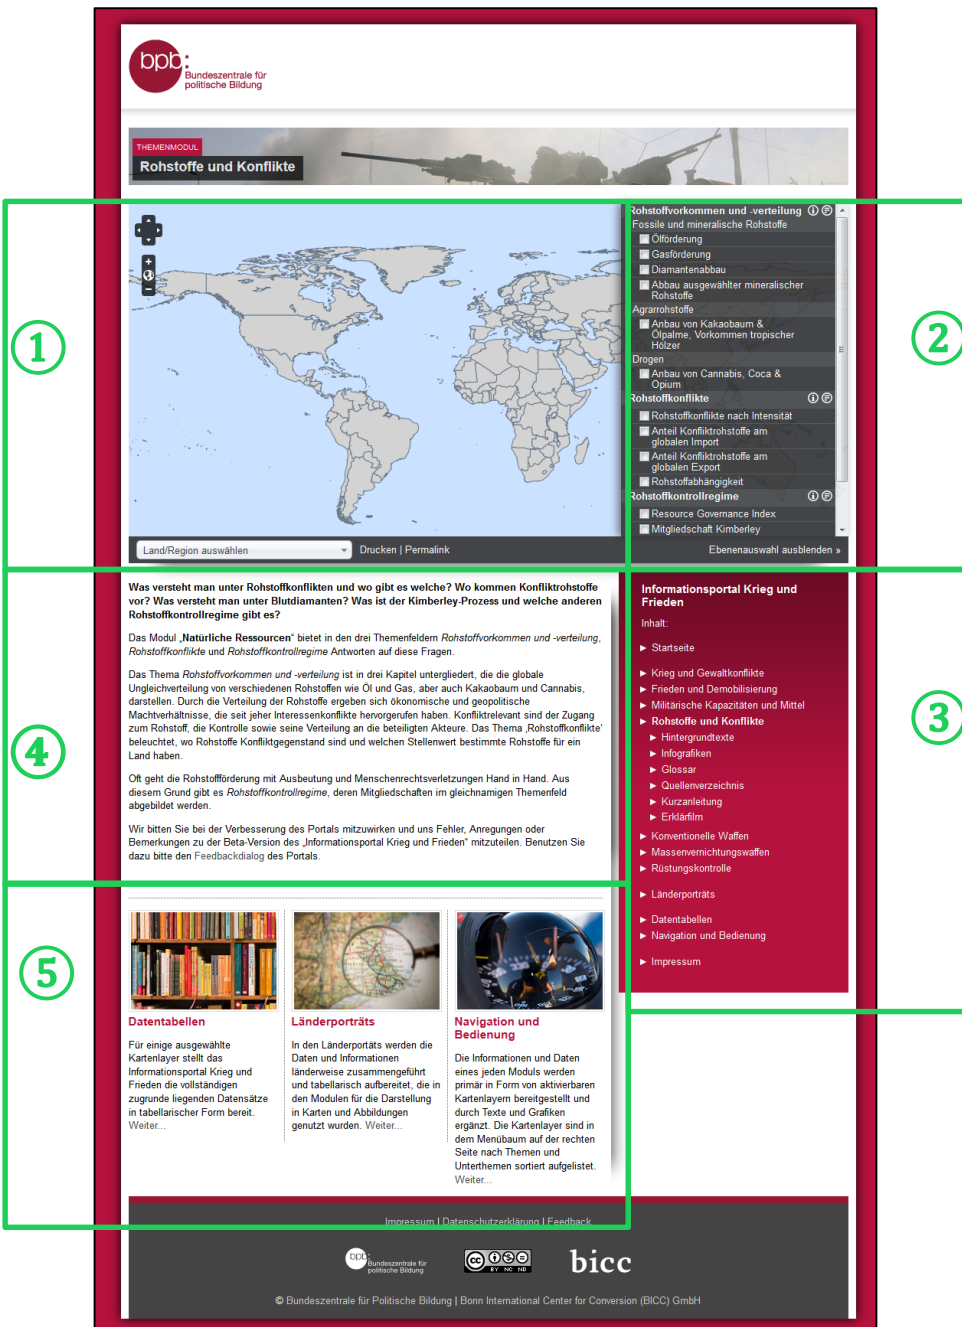 bpb:
Bundeszentrale für
politische Bildung
THEMENMODUL
Rohstoffe und Konflikte
1
+
−
Land/Region auswählen
Drucken | Permalink
Ebenenauswahl ausblenden »
2
Rohstoffvorkommen und -verteilung
Fossile und mineralische Rohstoffe
Ölförderung
Gasförderung
Diamantenabbau
Abbau ausgewählter mineralischer
Rohstoffe
Agrarrohstoffe
Anbau von Kakaobaum &
Ölpalme, Vorkommen tropischer
Hölzer
Drogen
Anbau von Cannabis, Coca &
Opium
Rohstoffkonflikte
Rohstoffkonflikte nach Intensität
Anteil Konfliktrohstoffe am
globalen Import
Anteil Konfliktrohstoffe am
globalen Export
Rohstoffabhängigkeit
Rohstoffkontrollregime
Resource Governance Index
Mitgliedschaft Kimberley
3
Informationsportal Krieg und
Frieden
Inhalt:
► Startseite
► Krieg und Gewaltkonflikte
► Frieden und Demobilisierung
► Militärische Kapazitäten und Mittel
► Rohstoffe und Konflikte
► Hintergrundtexte
► Infografiken
► Glossar
► Quellenverzeichnis
► Kurzanleitung
► Erklärfilm
► Konventionelle Waffen
► Massenvernichtungswaffen
► Rüstungskontrolle
► Länderporträts
► Datentabellen
► Navigation und Bedienung
► Impressum
4
Was versteht man unter Rohstoffkonflikten und wo gibt es welche? Wo kommen Konfliktrohstoffe
vor? Was versteht man unter Blutdiamanten? Was ist der Kimberley-Prozess und welche anderen
Rohstoffkontrollregime gibt es?
Das Modul „Natürliche Ressourcen“ bietet in den drei Themenfeldern Rohstoffvorkommen und -verteilung,
Rohstoffkonflikte und Rohstoffkontrollregime Antworten auf diese Fragen.
Das Thema Rohstoffvorkommen und -verteilung ist in drei Kapitel untergliedert, die die globale
Ungleichverteilung von verschiedenen Rohstoffen wie Öl und Gas, aber auch Kakaobaum und Cannabis,
darstellen. Durch die Verteilung der Rohstoffe ergeben sich ökonomische und geopolitische
Machtverhältnisse, die seit jeher Interessenkonflikte hervorgerufen haben. Konfliktrelevant sind der Zugang
zum Rohstoff, die Kontrolle sowie seine Verteilung an die beteiligten Akteure. Das Thema ‚Rohstoffkonflikte’
beleuchtet, wo Rohstoffe Konfliktgegenstand sind und welchen Stellenwert bestimmte Rohstoffe für ein
Land haben.
Oft geht die Rohstoffförderung mit Ausbeutung und Menschenrechtsverletzungen Hand in Hand. Aus
diesem Grund gibt es Rohstoffkontrollregime, deren Mitgliedschaften im gleichnamigen Themenfeld
abgebildet werden.
Wir bitten Sie bei der Verbesserung des Portals mitzuwirken und uns Fehler, Anregungen oder
Bemerkungen zu der Beta-Version des „Informationsportal Krieg und Frieden“ mitzuteilen. Benutzen Sie
dazu bitte den Feedbackdialog des Portals.
5
Datentabellen
Für einige ausgewählte
Kartenlayer stellt das
Informationsportal Krieg und
Frieden die vollständigen
zugrunde liegenden Datensätze
in tabellarischer Form bereit.
Weiter...
Länderporträts
In den Länderportäts werden die
Daten und Informationen
länderweise zusammengeführt
und tabellarisch aufbereitet, die in
den Modulen für die Darstellung
in Karten und Abbildungen
genutzt wurden. Weiter...
Navigation und
Bedienung
Die Informationen und Daten
eines jeden Moduls werden
primär in Form von aktivierbaren
Kartenlayern bereitgestellt und
durch Texte und Grafiken
ergänzt. Die Kartenlayer sind in
dem Menübaum auf der rechten
Seite nach Themen und
Unterthemen sortiert aufgelistet.
Weiter...
Impressum | Datenschutzerklärung | Feedback
bpb:
Bundeszentrale für
politische Bildung
cc
BY NC ND
bicc
© Bundeszentrale für Politische Bildung | Bonn International Center for Conversion (BICC) GmbH